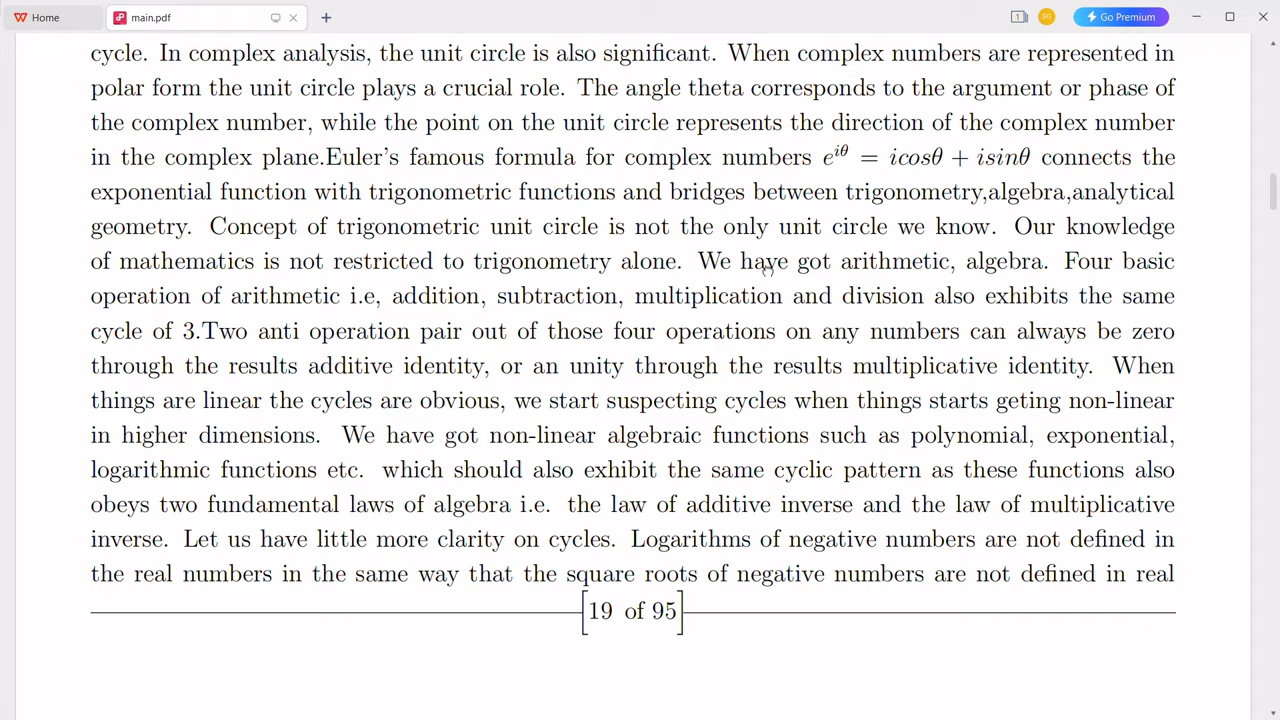 Home
main.pdf
1
SG
Go Premium
cycle. In complex analysis, the unit circle is also significant. When complex numbers are represented in
polar form the unit circle plays a crucial role. The angle theta corresponds to the argument or phase of
the complex number, while the point on the unit circle represents the direction of the complex number
in the complex plane.Euler's famous formula for complex numbers e^{iθ} = icosθ + isinθ connects the
exponential function with trigonometric functions and bridges between trigonometry,algebra,analytical
geometry. Concept of trigonometric unit circle is not the only unit circle we know. Our knowledge
of mathematics is not restricted to trigonometry alone. We have got arithmetic, algebra. Four basic
operation of arithmetic i.e, addition, subtraction, multiplication and division also exhibits the same
cycle of 3.Two anti operation pair out of those four operations on any numbers can always be zero
through the results additive identity, or an unity through the results multiplicative identity. When
things are linear the cycles are obvious, we start suspecting cycles when things starts geting non-linear
in higher dimensions. We have got non-linear algebraic functions such as polynomial, exponential,
logarithmic functions etc. which should also exhibit the same cyclic pattern as these functions also
obeys two fundamental laws of algebra i.e. the law of additive inverse and the law of multiplicative
inverse. Let us have little more clarity on cycles. Logarithms of negative numbers are not defined in
the real numbers in the same way that the square roots of negative numbers are not defined in real
[19 of 95]